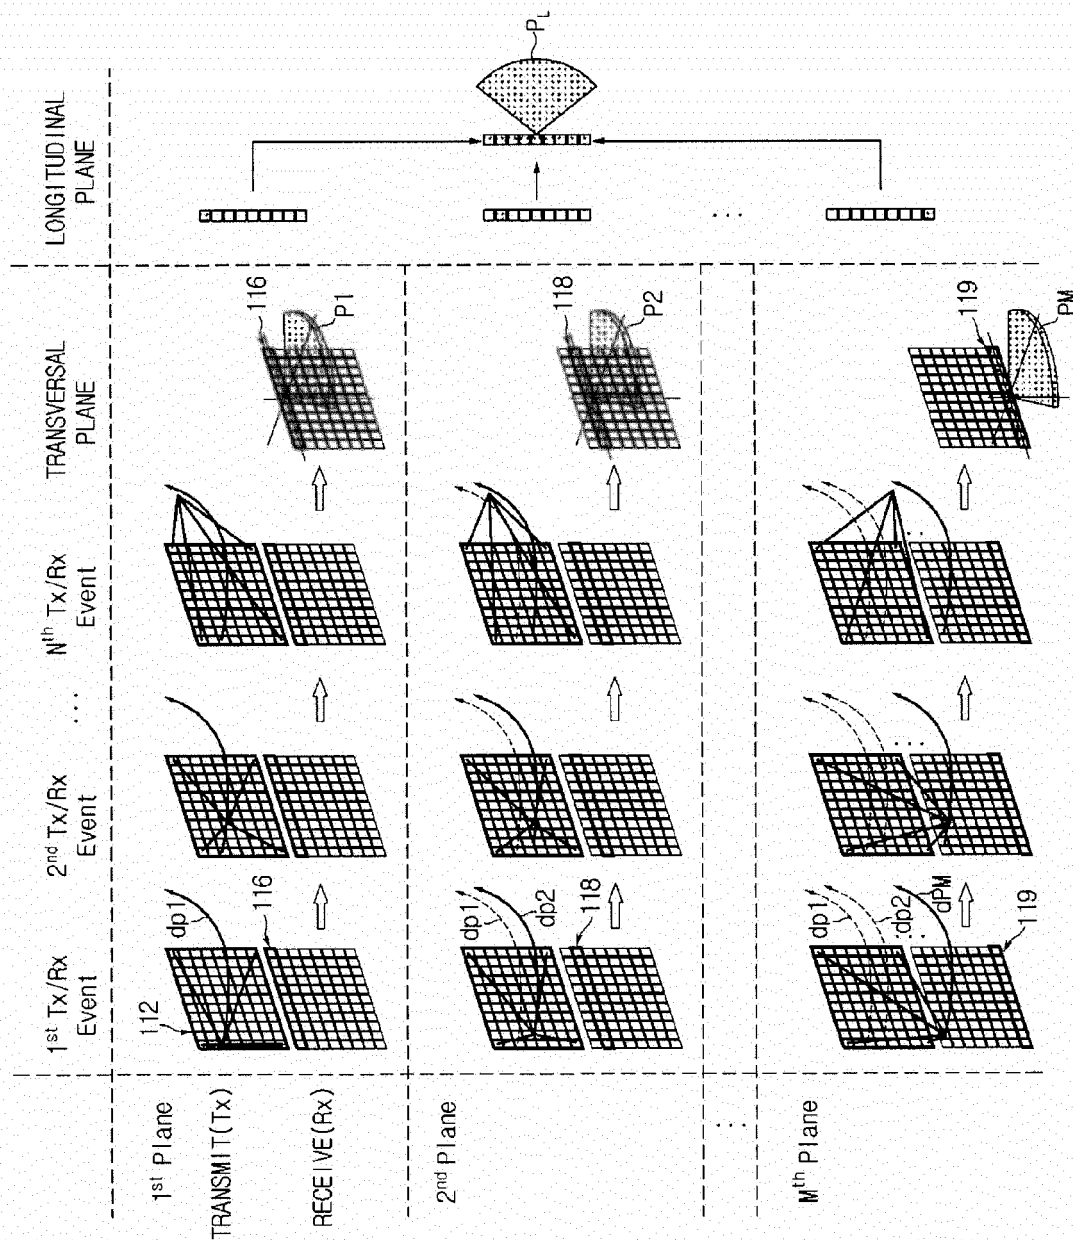 1st Tx/Rx
Event
2nd Tx/Rx
Event
...
Nth Tx/Rx
Event
TRANSVERSAL
PLANE
LONGITUDINAL
PLANE
1st Plane
TRANSMIT(Tx)
RECEIVE(Rx)
112
dp1
116
116
P1
2nd Plane
dp1
dp2
118
118
P2
PL
...
...
Mth Plane
dp1
dp2
...
dPM
119
...
...
119
PM